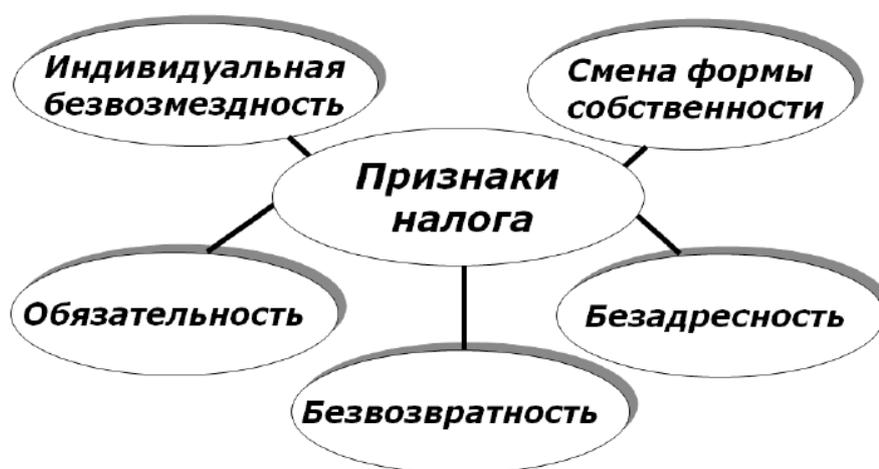 Индивидуальная
безвозмездность
Смена формы
собственности
Признаки
налога
Обязательность
Безадресность
Безвозвратность